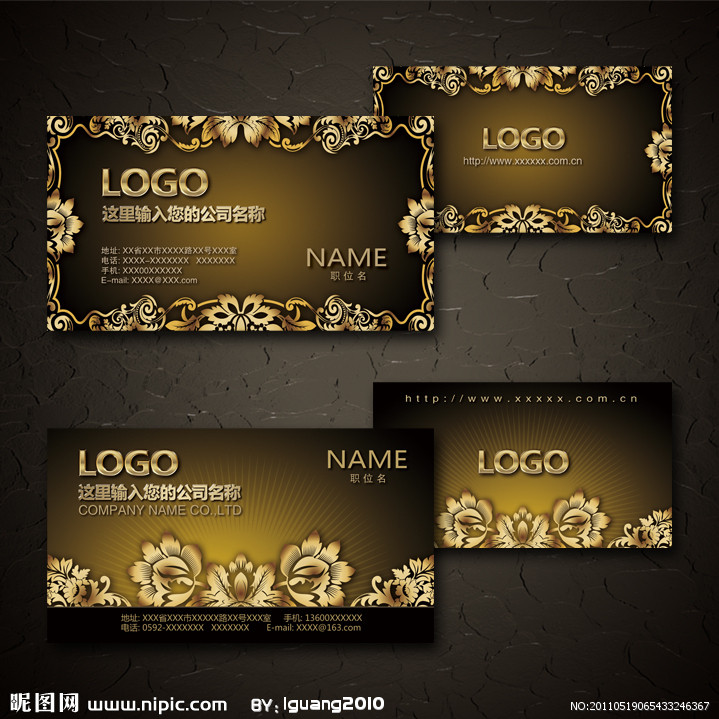 LOGO
这里输入您的公司名称
地址: XX省XX市XXXX路XX号XXX室
电话: XXXX-XXXXXXX  XXXXXXX
手机: XXX00XXXXXX
E-mail: XXXX@XXX.com
NAME
职位名
LOGO
http://www.xxxxxx.com.cn
LOGO
这里输入您的公司名称
COMPANY NAME CO.,LTD
NAME
职位名
地址: XXX省XXX市XXXXX路XX号XXX室  手机: 13600XXXXXX
电话: 0592-XXXXXXX  XXXXXXX  E-mail: XXXX@163.com
http://www.xxxxx.com.cn
LOGO
昵图网 www.nipic.com  BY: lguang2010
NO:20110519065433246367